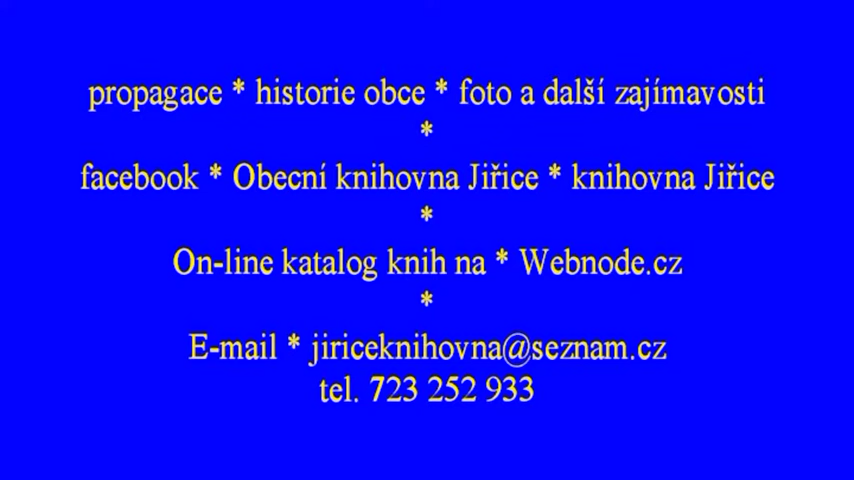 propagace * historie obce * foto a další zajímavosti
*
facebook * Obecní knihovna Jiřice * knihovna Jiřice
*
On-line katalog knih na * Webnode.cz
*
E-mail * jiriceknihovna@seznam.cz
tel. 723 252 933